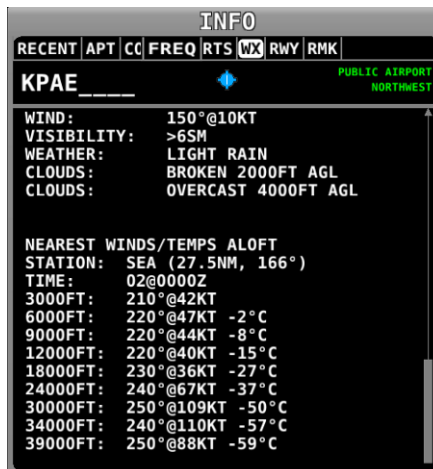 INFO
RECENT APT CC FREQ RTS WX RWY RMK
KPAE____
PUBLIC AIRPORT
NORTHWEST
WIND: 150°@10KT
VISIBILITY: >6SM
WEATHER: LIGHT RAIN
CLOUDS: BROKEN 2000FT AGL
CLOUDS: OVERCAST 4000FT AGL
NEAREST WINDS/TEMPS ALOFT
STATION: SEA (27.5NM, 166°)
TIME: 02@0000Z
3000FT: 210°@42KT
6000FT: 220°@47KT -2°C
9000FT: 220°@44KT -8°C
12000FT: 220°@40KT -15°C
18000FT: 230°@36KT -27°C
24000FT: 240°@67KT -37°C
30000FT: 250°@109KT -50°C
34000FT: 240°@110KT -57°C
39000FT: 250°@88KT -59°C